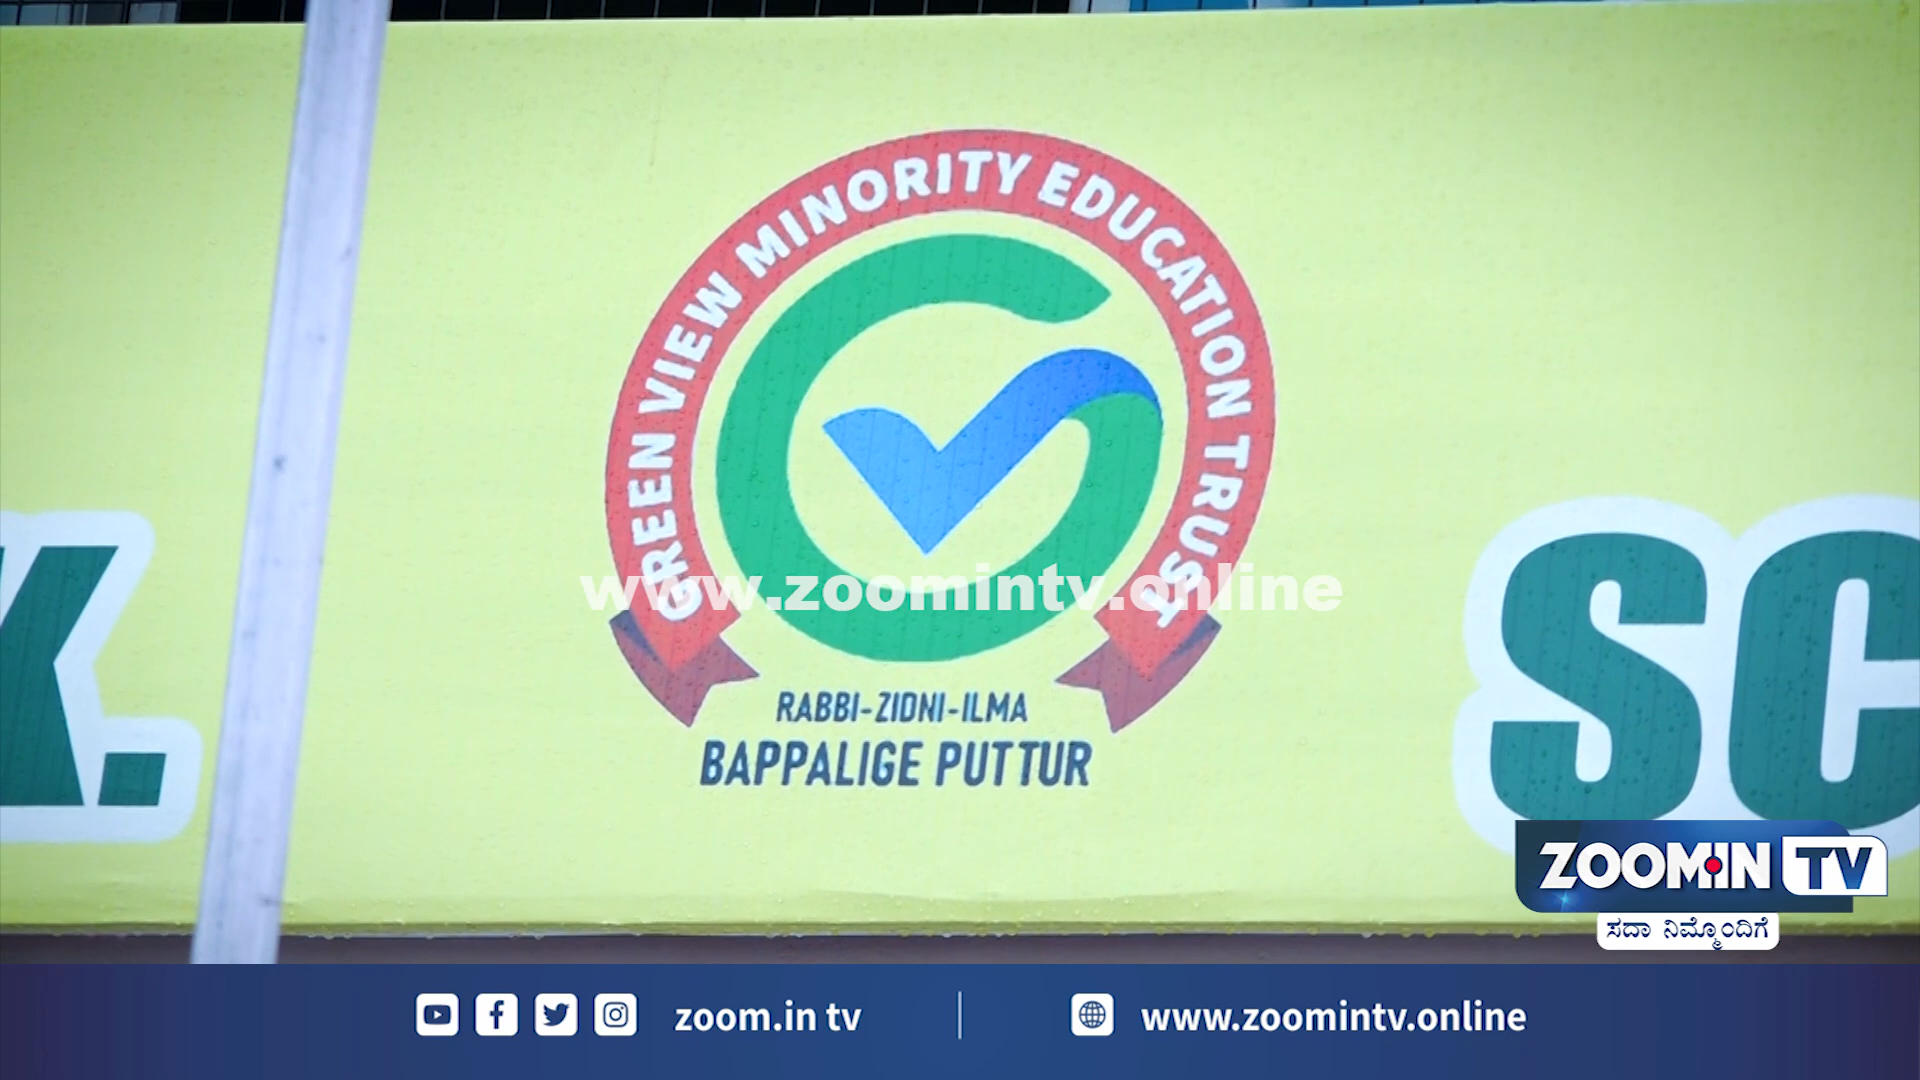 GREEN VIEW MINORITY EDUCATION TRUST
RABBI-ZIDNI-ILMA
BAPPALIGE PUTTUR
SC
www.zoomintv.online
ZOOMIN TV
ಸದಾ ನಿಮ್ಮೊಂದಿಗೆ
zoom.in tv
www.zoomintv.online